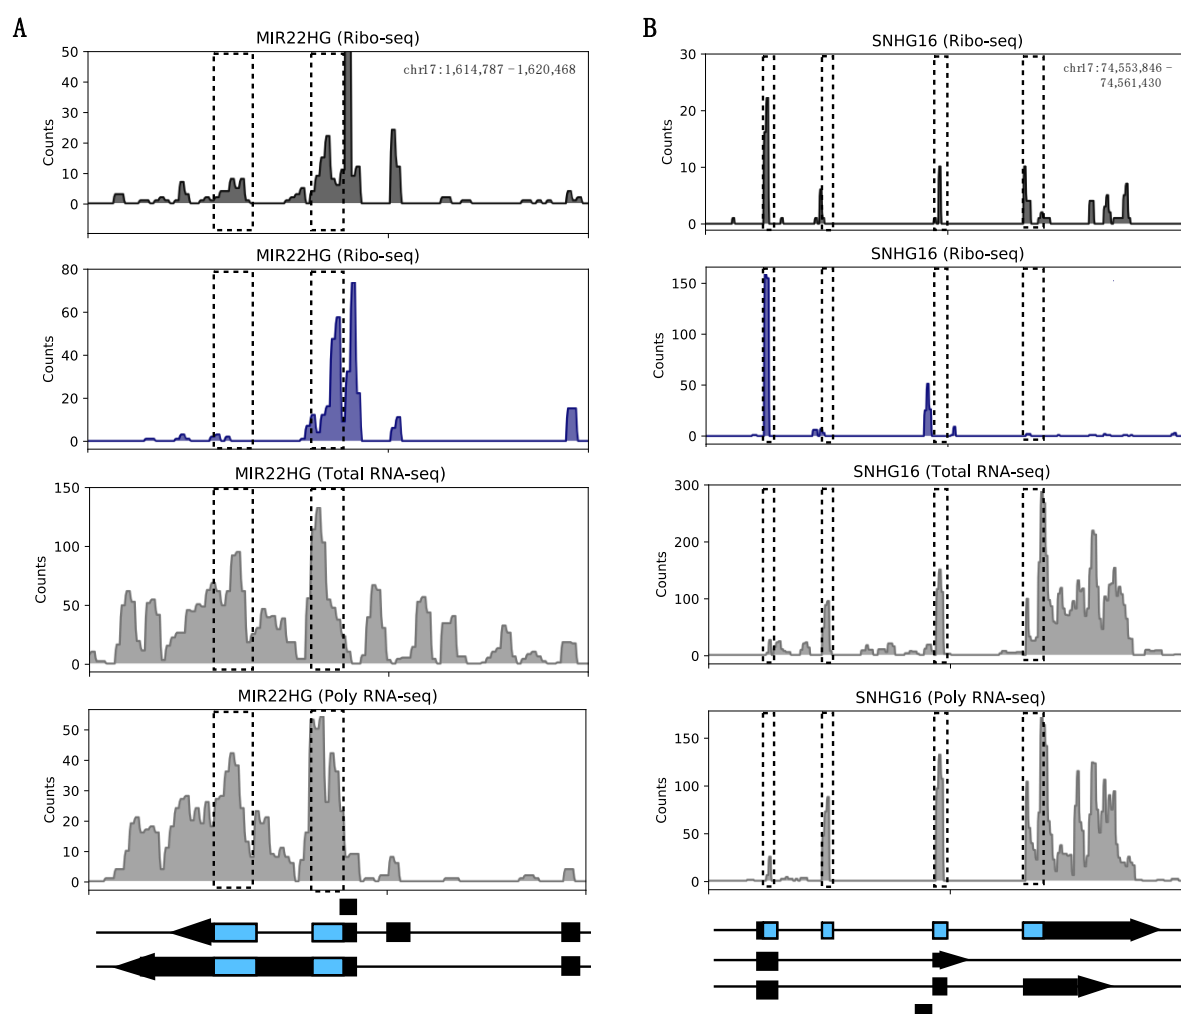 A
MIR22HG (Ribo-seq)
chr17:1,614,787 – 1,620,468
Counts
50
40
30
20
10
0
MIR22HG (Ribo-seq)
Counts
80
60
40
20
0
MIR22HG (Total RNA-seq)
Counts
150
100
50
0
MIR22HG (Poly RNA-seq)
Counts
50
40
30
20
10
0
B
SNHG16 (Ribo-seq)
chr17:74,553,846 –
74,561,430
Counts
30
20
10
0
SNHG16 (Ribo-seq)
Counts
150
100
50
0
SNHG16 (Total RNA-seq)
Counts
300
200
100
0
SNHG16 (Poly RNA-seq)
Counts
150
100
50
0